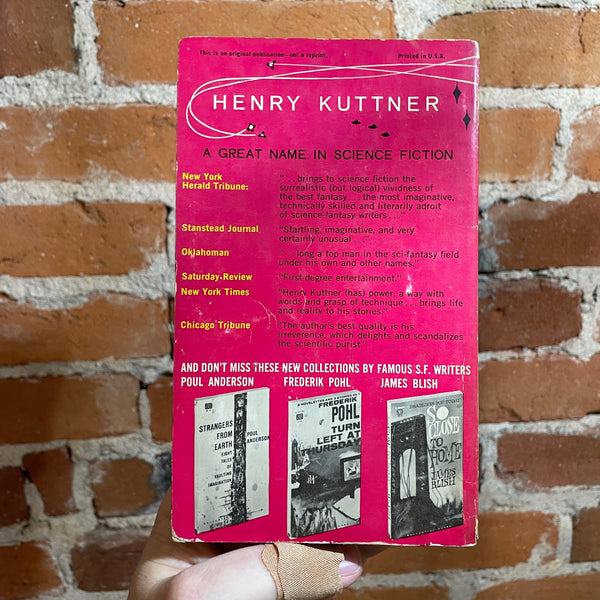 This is an original publication—not a reprint. Printed in U.S.A.
HENRY KUTTNER
A GREAT NAME IN SCIENCE FICTION
New York
Herald Tribune:
"... brings to science fiction the
surrealistic (but logical) vividness of
the best fantasy ... the most imaginative,
technically skilled and literarily adroit
of science-fantasy writers ..."
Stanstead Journal
"Startling, imaginative, and very
certainly unusual ..."
Oklahoman
"... long a top man in the sci-fantasy field
under his own and other names."
Saturday-Review
"First-degree entertainment."
New York Times
"Henry Kuttner (has) power, a way with
words and grasp of technique ... brings life
and reality to his stories."
Chicago Tribune
"The author's best quality is his
irreverence, which delights and scandalizes
the scientific purist."
AND DON'T MISS THESE NEW COLLECTIONS BY FAMOUS S.F. WRITERS
POUL ANDERSON FREDERIK POHL JAMES BLISH
STRANGERS
FROM
EARTH
POUL
ANDERSON
EIGHT
TALES
OF
VAULTING
IMAGINATION
FREDERIK
POHL
TURN
LEFT AT
THURSDAY
SO
CLOSE
TO
HOME
JAMES
BLISH